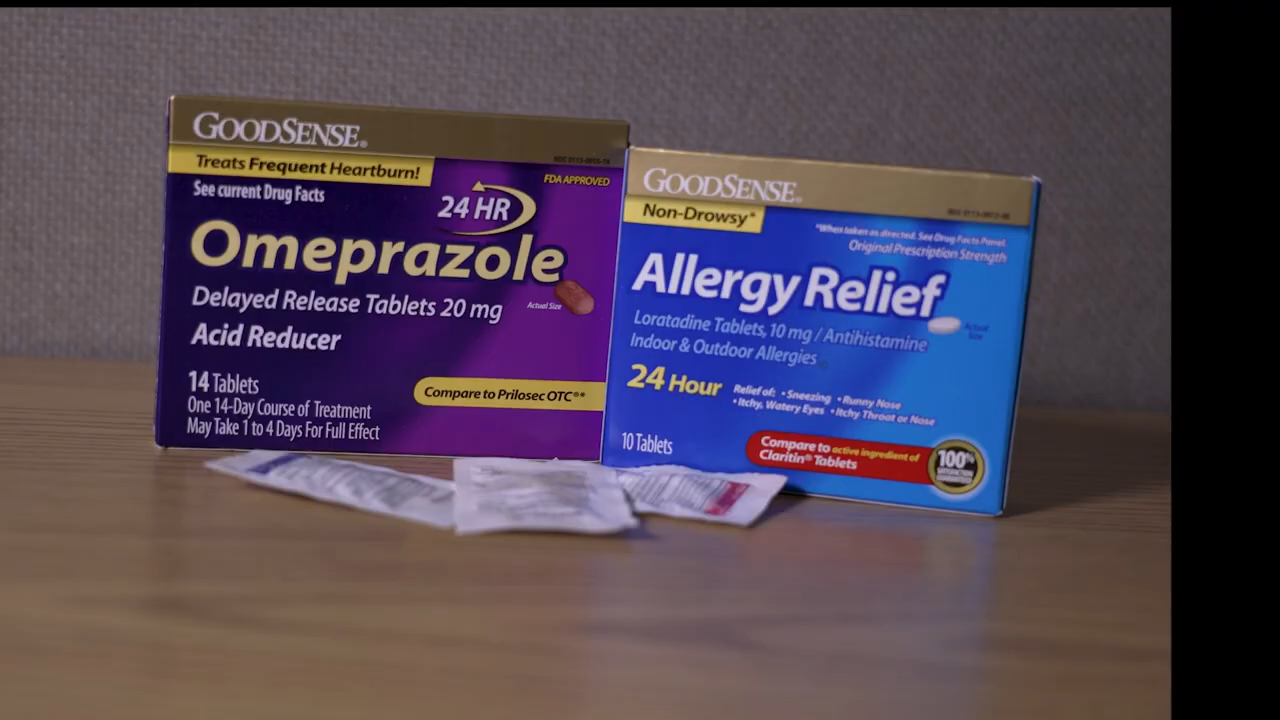 GOODSENSE®
Treats Frequent Heartburn!
FDA APPROVED
See current Drug Facts
24 HR
Omeprazole
Delayed Release Tablets 20 mg
Actual Size
Acid Reducer
14 Tablets
Compare to Prilosec OTC®*
One 14-Day Course of Treatment
May Take 1 to 4 Days For Full Effect
GOODSENSE®
Non-Drowsy*
*When taken as directed. See Drug Facts Panel.
Original Prescription Strength
Allergy Relief
Actual
Size
Loratadine Tablets, 10 mg / Antihistamine
Indoor & Outdoor Allergies
24 Hour
Relief of: • Sneezing • Runny Nose
• Itchy, Watery Eyes • Itchy Throat or Nose
10 Tablets
Compare to active ingredient of
Claritin® Tablets
100%
SATISFACTION
GUARANTEED